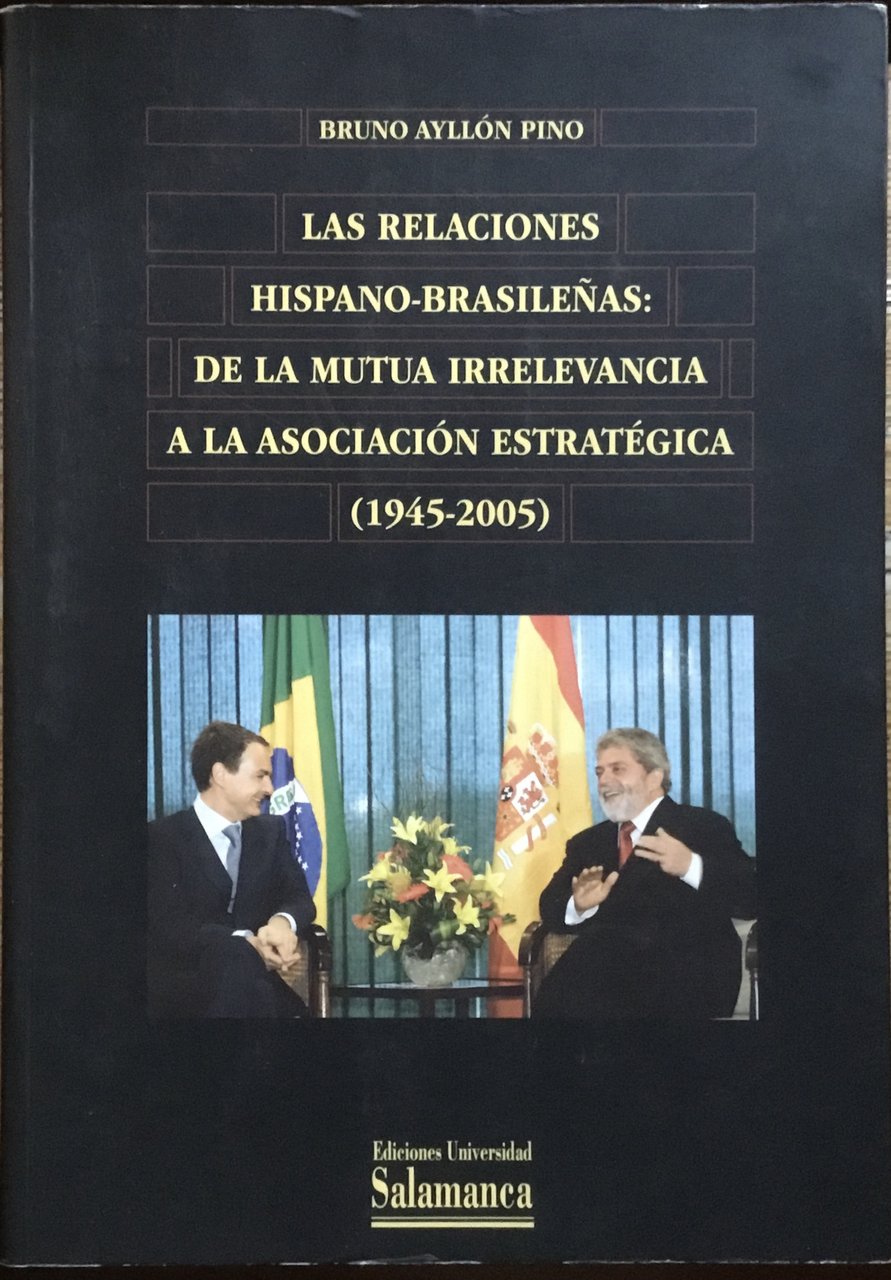 BRUNO AYLLÓN PINO
LAS RELACIONES
HISPANO-BRASILEÑAS:
DE LA MUTUA IRRELEVANCIA
A LA ASOCIACIÓN ESTRATÉGICA
(1945-2005)
Ediciones Universidad
Salamanca